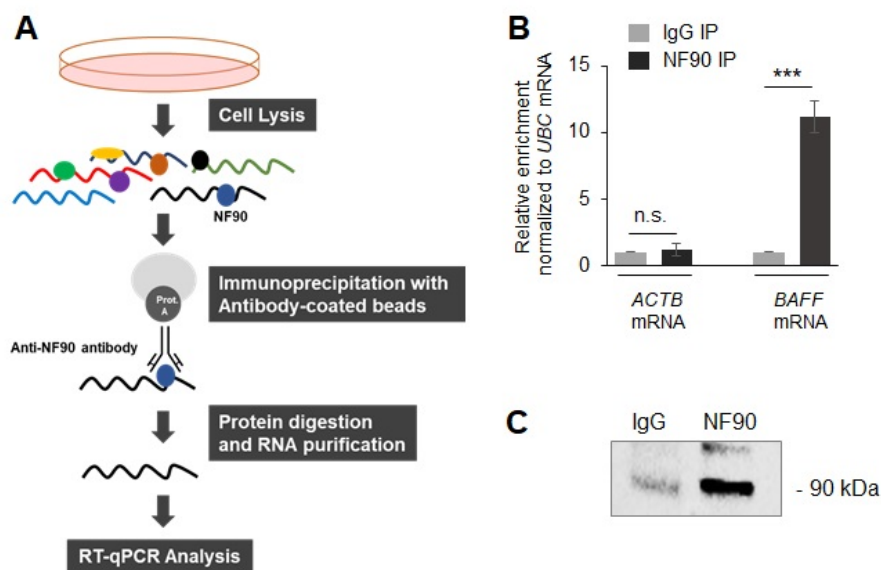 A
Cell Lysis
NF90
Immunoprecipitation with
Antibody-coated beads
Prot.
A
Anti-NF90 antibody
Protein digestion
and RNA purification
RT-qPCR Analysis
B
IgG IP
NF90 IP
Relative enrichment
normalized to UBC mRNA
15
10
5
0
n.s.
***
ACTB
mRNA
BAFF
mRNA
C
IgG NF90
- 90 kDa